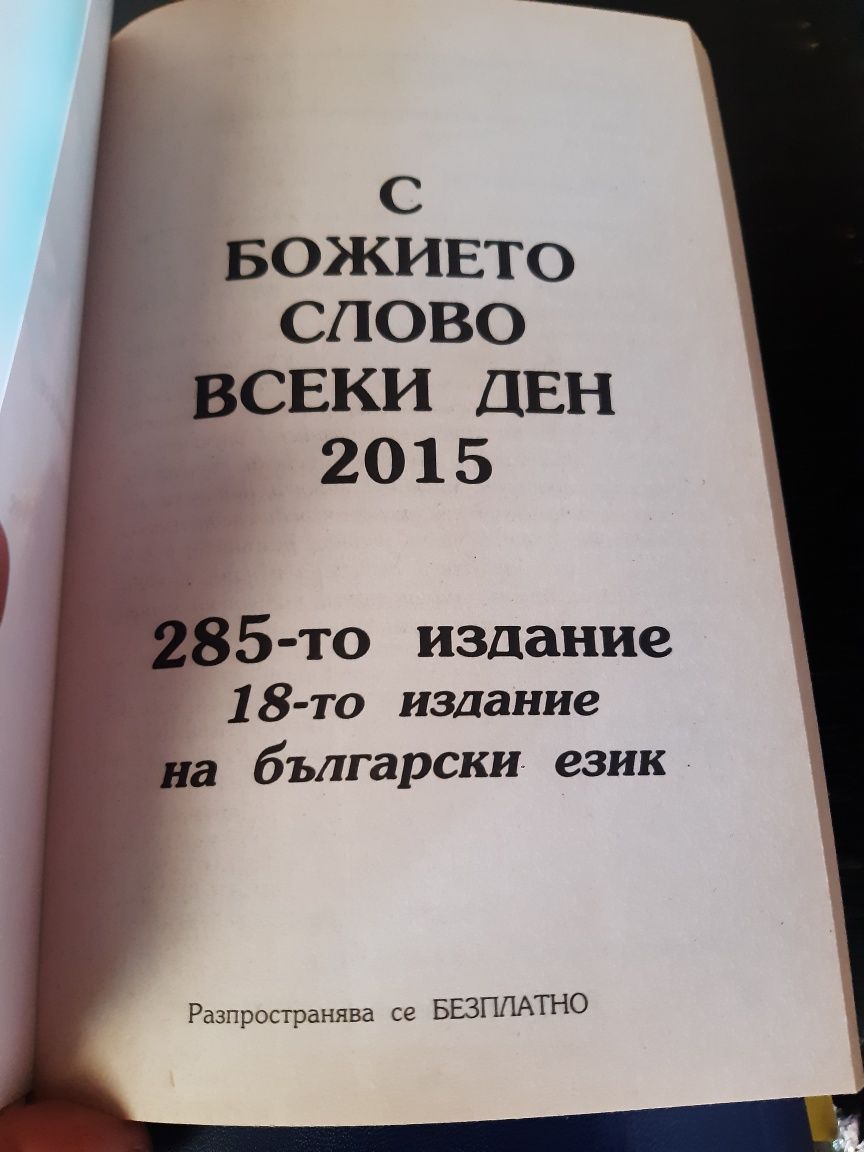 С
БОЖИЕТО
СЛОВО
ВСЕКИ ДЕН
2015
285-то издание
18-то издание
на български език
Разпространява се БЕЗПЛАТНО